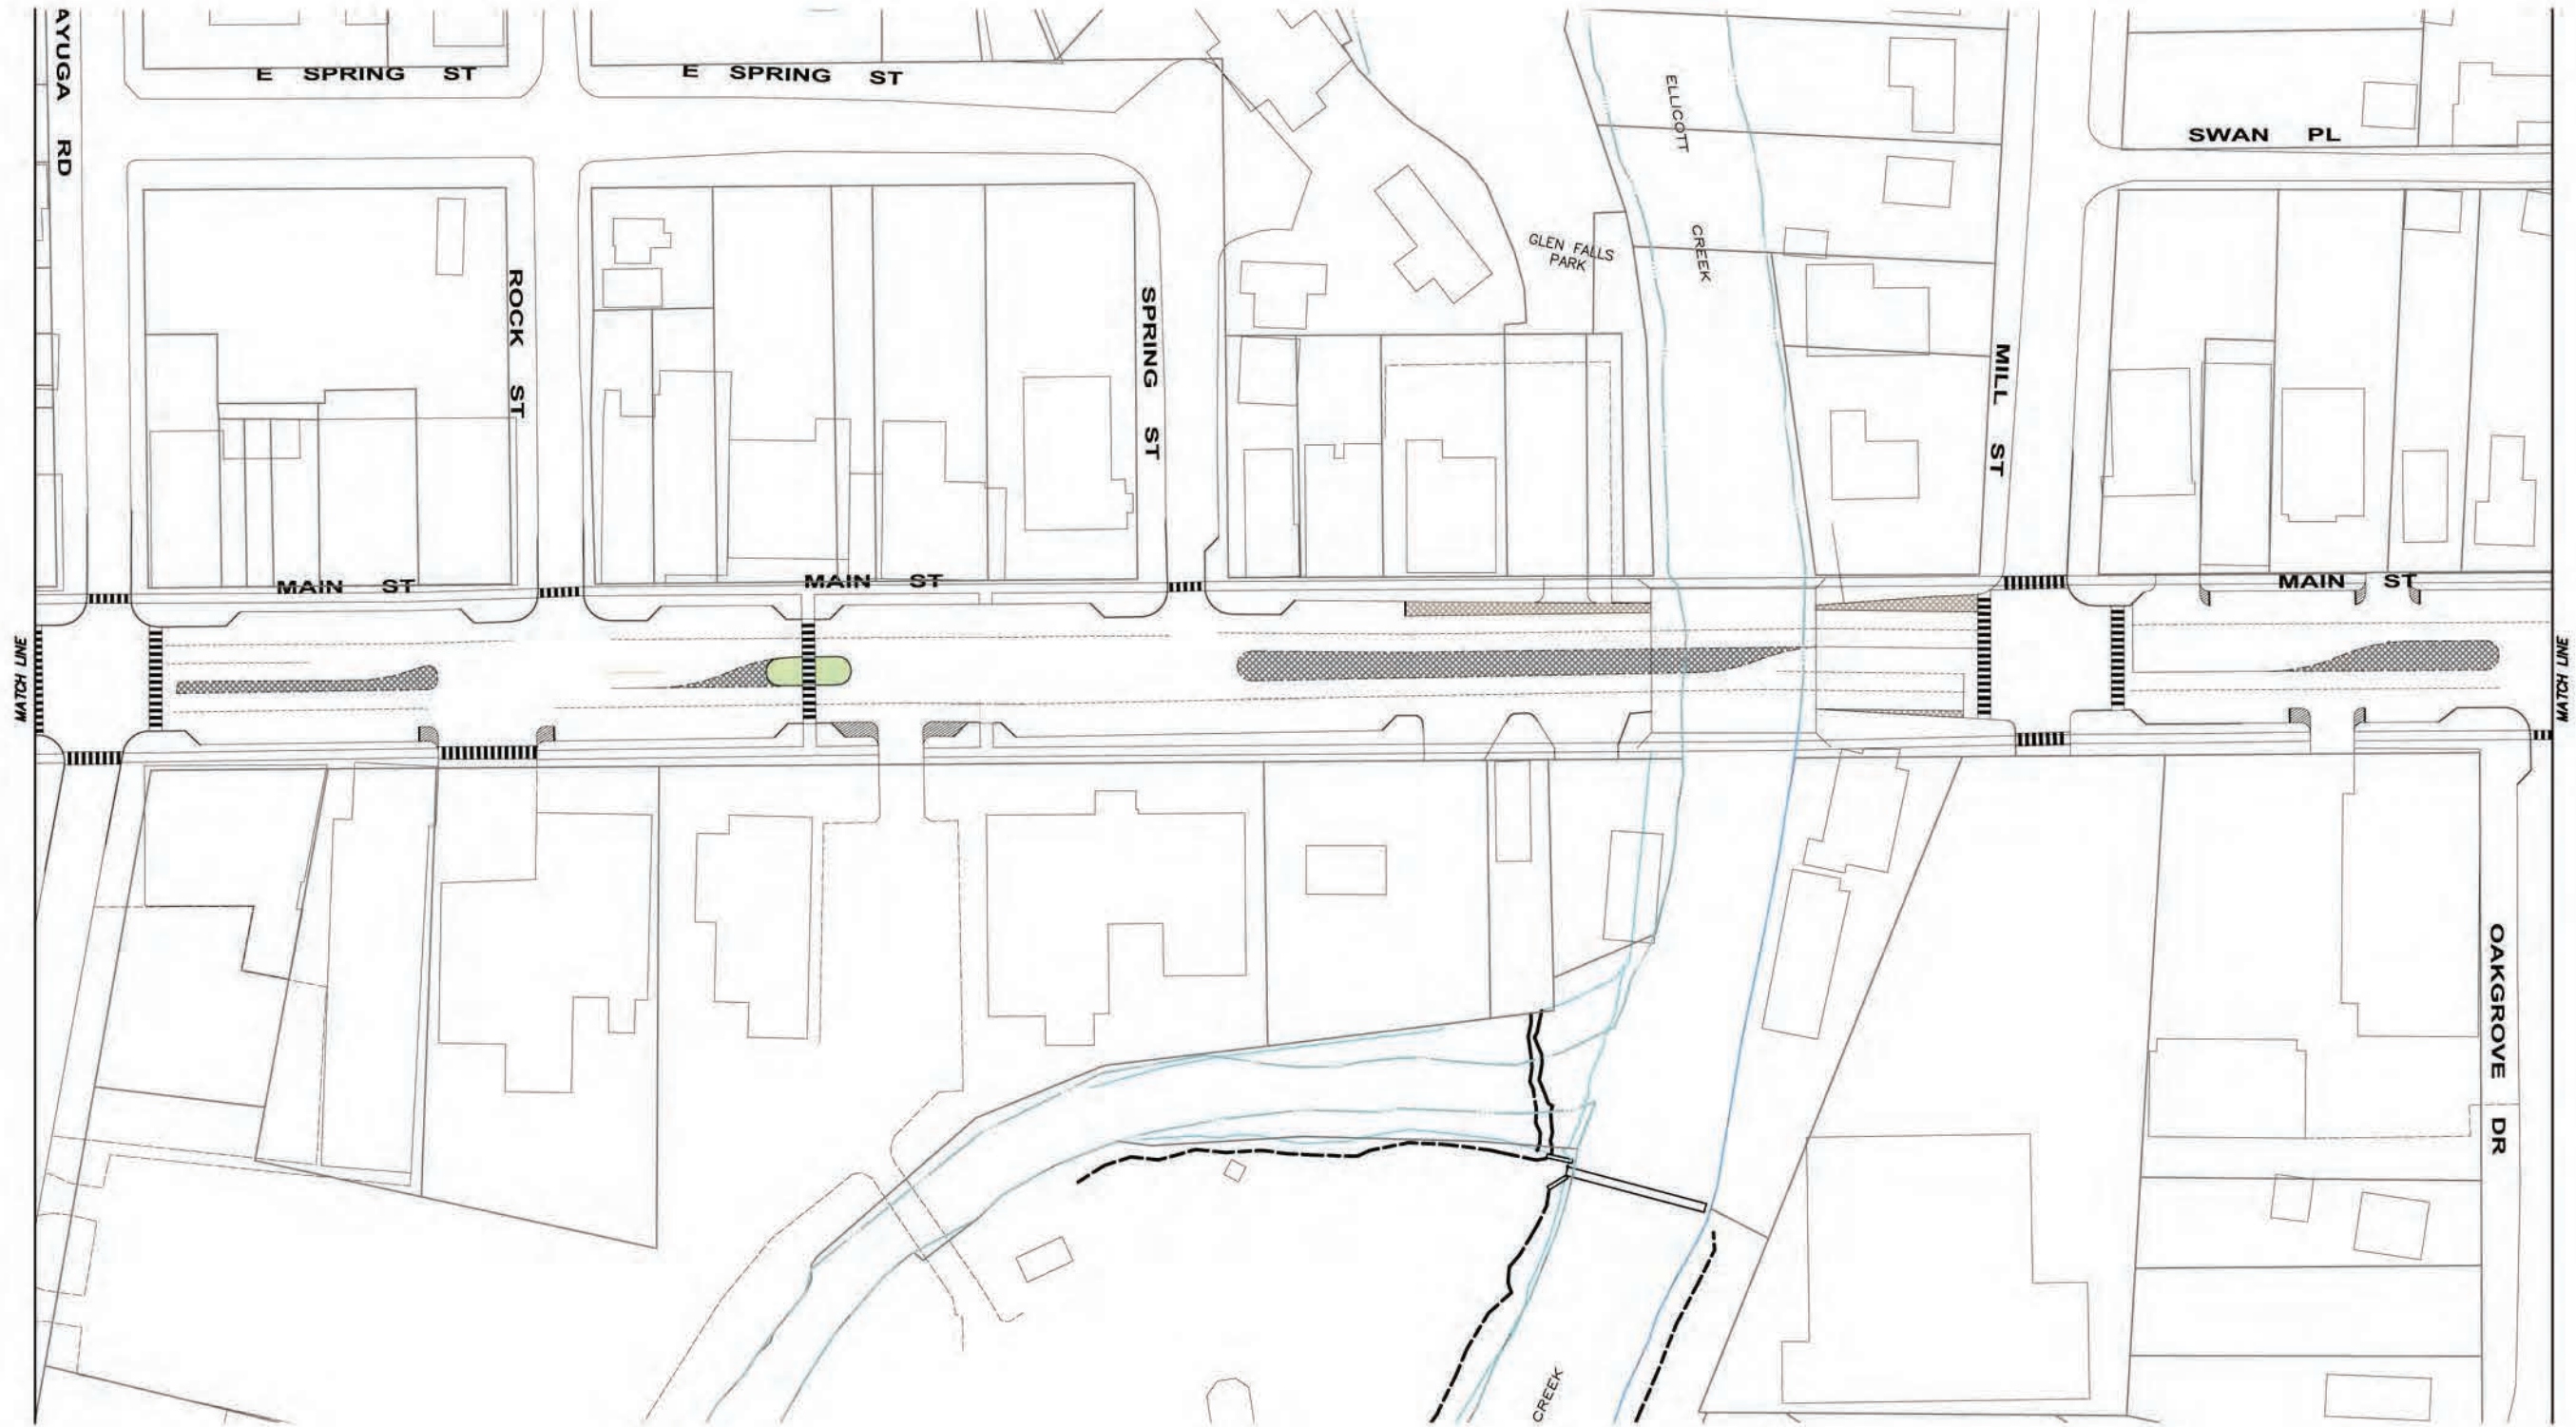 AYUGA RD
E SPRING ST
E SPRING ST
ELLICOTT
CREEK
SWAN PL
GLEN FALLS
PARK
ROCK ST
SPRING ST
MILL ST
MAIN ST
MAIN ST
MAIN ST
MATCH LINE
MATCH LINE
OAKGROVE DR
CREEK